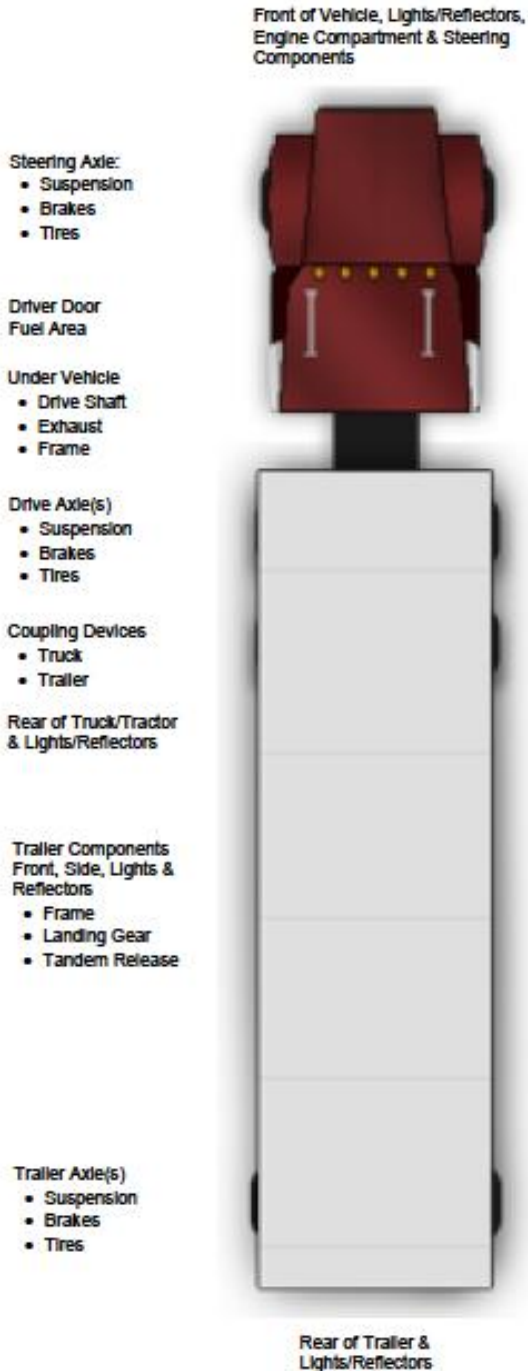 Front of Vehicle, Lights/Reflectors,
Engine Compartment & Steering
Components
Steering Axle:
• Suspension
• Brakes
• Tires
Driver Door
Fuel Area
Under Vehicle
• Drive Shaft
• Exhaust
• Frame
Drive Axle(s)
• Suspension
• Brakes
• Tires
Coupling Devices
• Truck
• Trailer
Rear of Truck/Tractor
& Lights/Reflectors
Trailer Components
Front, Side, Lights &
Reflectors
• Frame
• Landing Gear
• Tandem Release
Trailer Axle(s)
• Suspension
• Brakes
• Tires
Rear of Trailer &
Lights/Reflectors